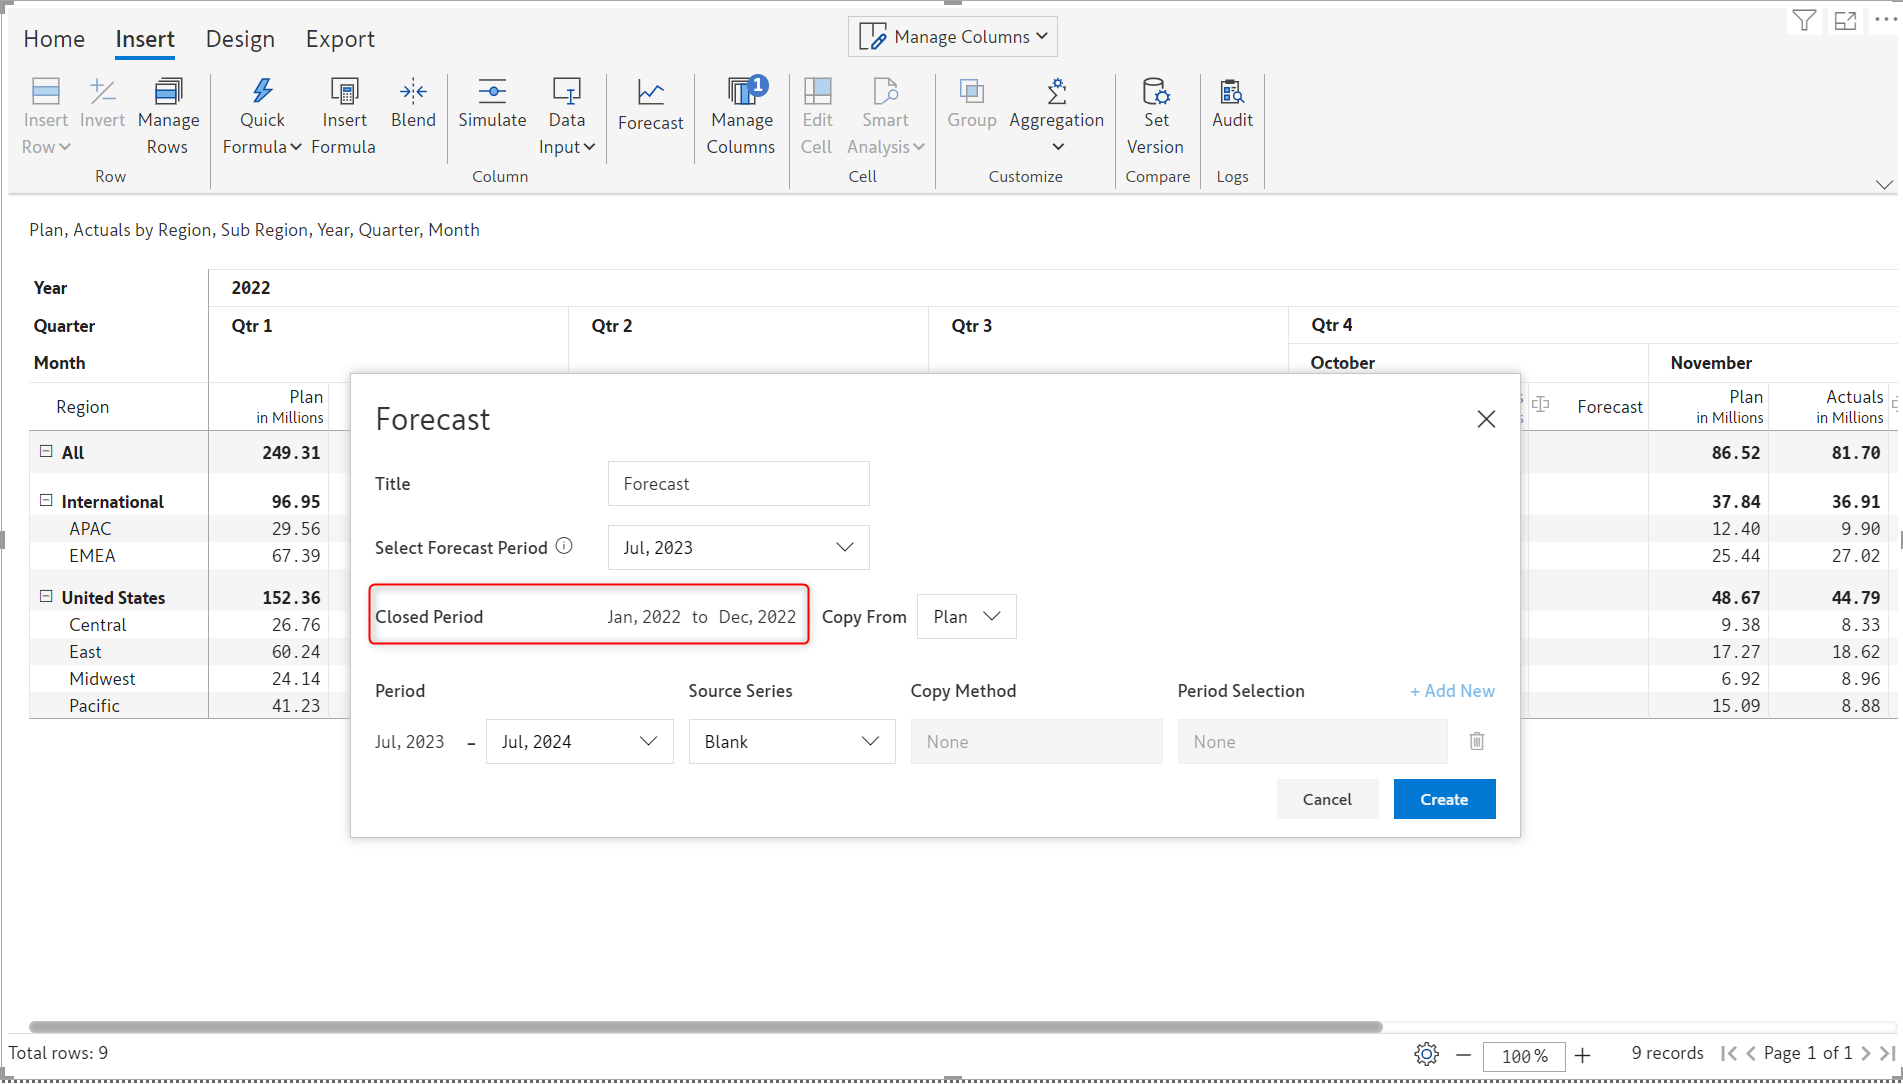 Home Insert Design Export
Manage Columns
Insert Row
Invert
Manage Rows
Row
Quick Formula
Insert Formula
Blend
Simulate
Data Input
Forecast
1
Manage Columns
Column
Edit Cell
Smart Analysis
Cell
Group
Aggregation
Customize
Set Version
Compare
Audit
Logs
Plan, Actuals by Region, Sub Region, Year, Quarter, Month
Year 2022
Quarter Qtr 1 Qtr 2 Qtr 3 Qtr 4
Month October November
Region Plan in Millions Forecast Plan in Millions Actuals in Millions
All 249.31 86.52 81.70
International 96.95 37.84 36.91
APAC 29.56 12.40 9.90
EMEA 67.39 25.44 27.02
United States 152.36 48.67 44.79
Central 26.76 9.38 8.33
East 60.24 17.27 18.62
Midwest 24.14 6.92 8.96
Pacific 41.23 15.09 8.88
Forecast
Title Forecast
Select Forecast Period Jul, 2023
Closed Period Jan, 2022 to Dec, 2022 Copy From Plan
Period Source Series Copy Method Period Selection + Add New
Jul, 2023 – Jul, 2024 Blank None None
Cancel Create
Total rows: 9 100% 9 records Page 1 of 1